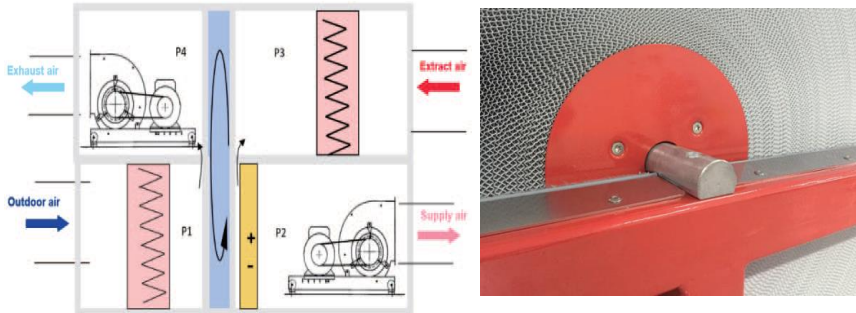 P4
P3
Exhaust air
Extract air
Outdoor air
P1
P2
Supply air
+
-